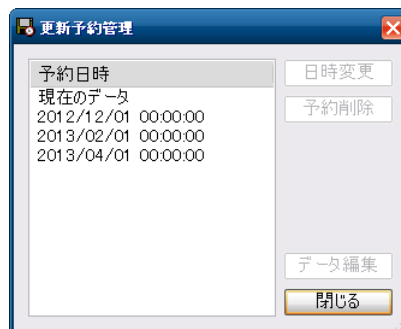 更新予約管理
予約日時
現在のデータ
2012/12/01 00:00:00
2013/02/01 00:00:00
2013/04/01 00:00:00
日時変更
予約削除
データ編集
閉じる